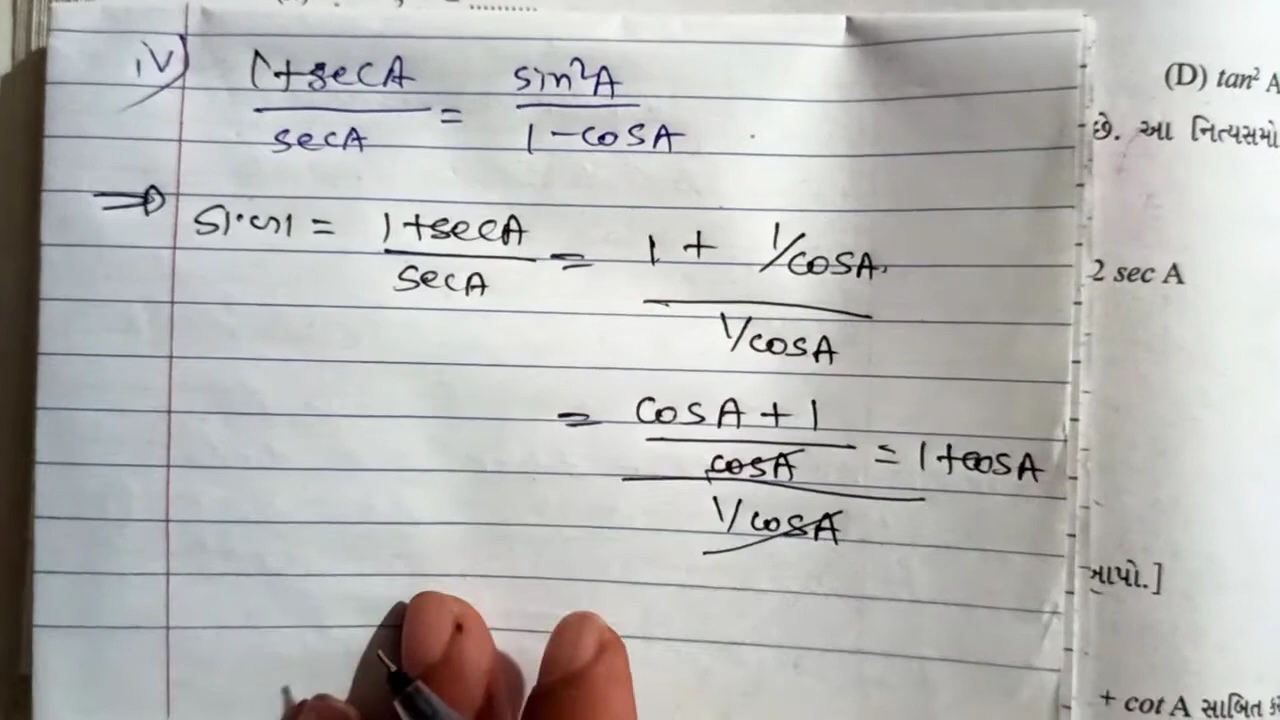 iv) (1+secA)/secA = sin²A/(1-cosA)
⇒ ડા.બા = (1+secA)/secA = (1 + 1/cosA)/(1/cosA)
= ((cosA+1)/cosA)/(1/cosA) = 1+cosA
(D) tan² A
છે. આ નિત્યસમો
2 sec A
આપો.]
+ cot A સાબિત